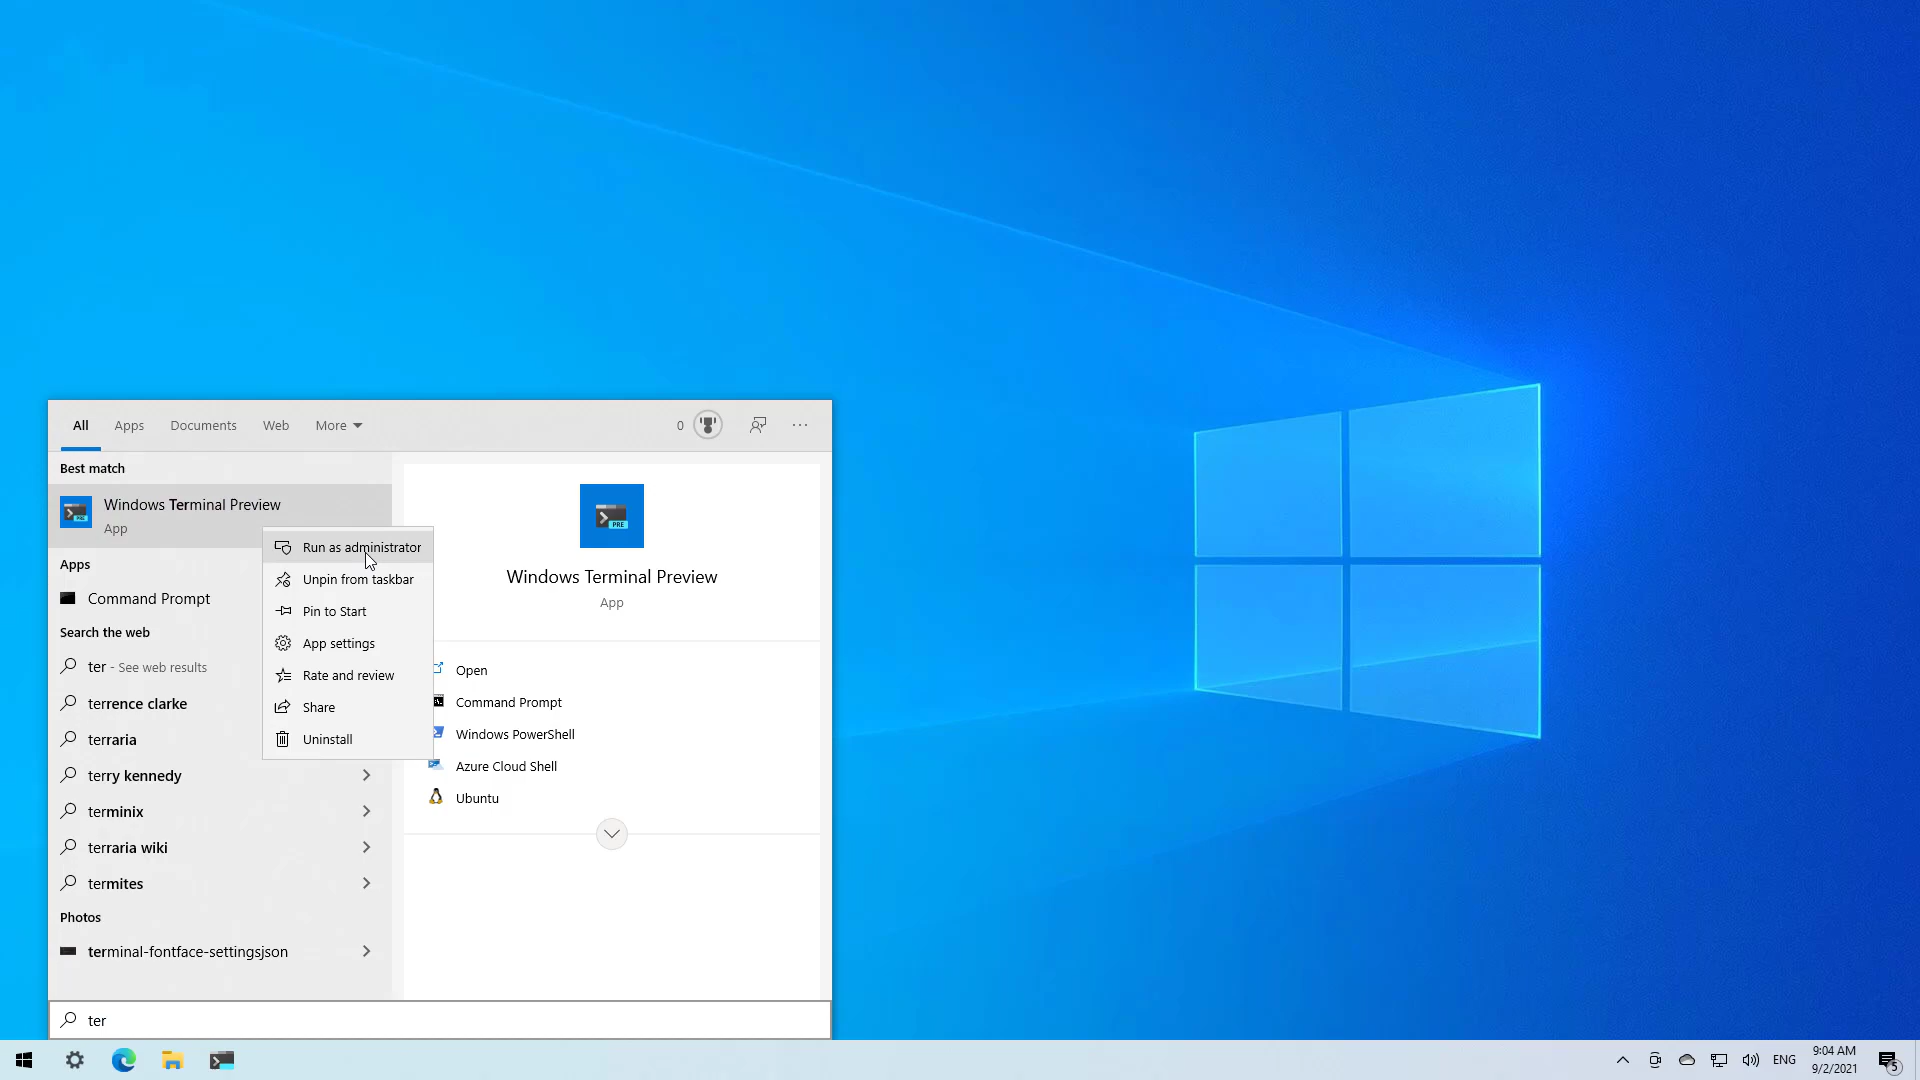 All Apps Documents Web More 0
Best match
Windows Terminal Preview
App
Run as administrator
Unpin from taskbar
Pin to Start
App settings
Rate and review
Share
Uninstall
Apps
Command Prompt
Search the web
ter - See web results
terrence clarke
terraria
terry kennedy
terminix
terraria wiki
termites
Photos
terminal-fontface-settingsjson
PRE
Windows Terminal Preview
App
Open
Command Prompt
Windows PowerShell
Azure Cloud Shell
Ubuntu
ter
ENG
9:04 AM
9/2/2021
5